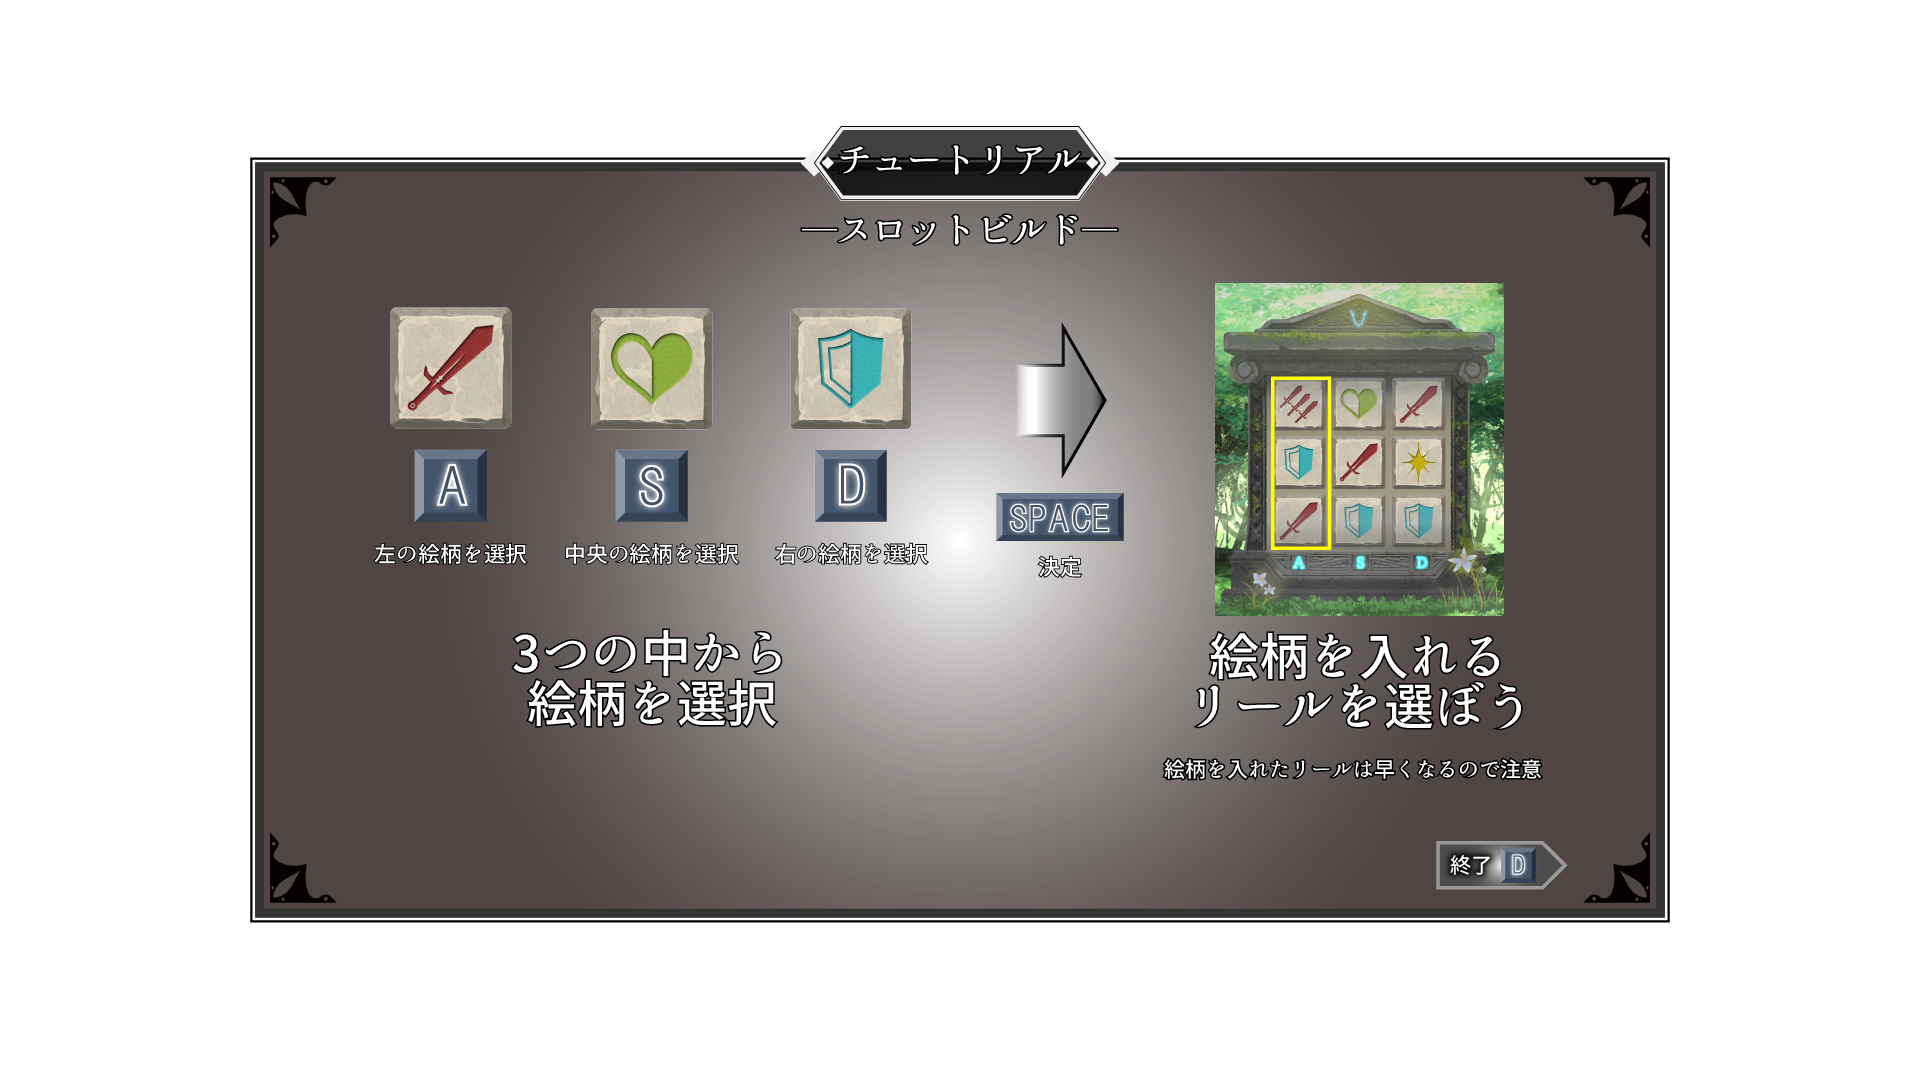 チュートリアル
―スロットビルド―
A
S
D
左の絵柄を選択
中央の絵柄を選択
右の絵柄を選択
SPACE
決定
3つの中から
絵柄を選択
A S D
絵柄を入れる
リールを選ぼう
絵柄を入れたリールは早くなるので注意
終了 D